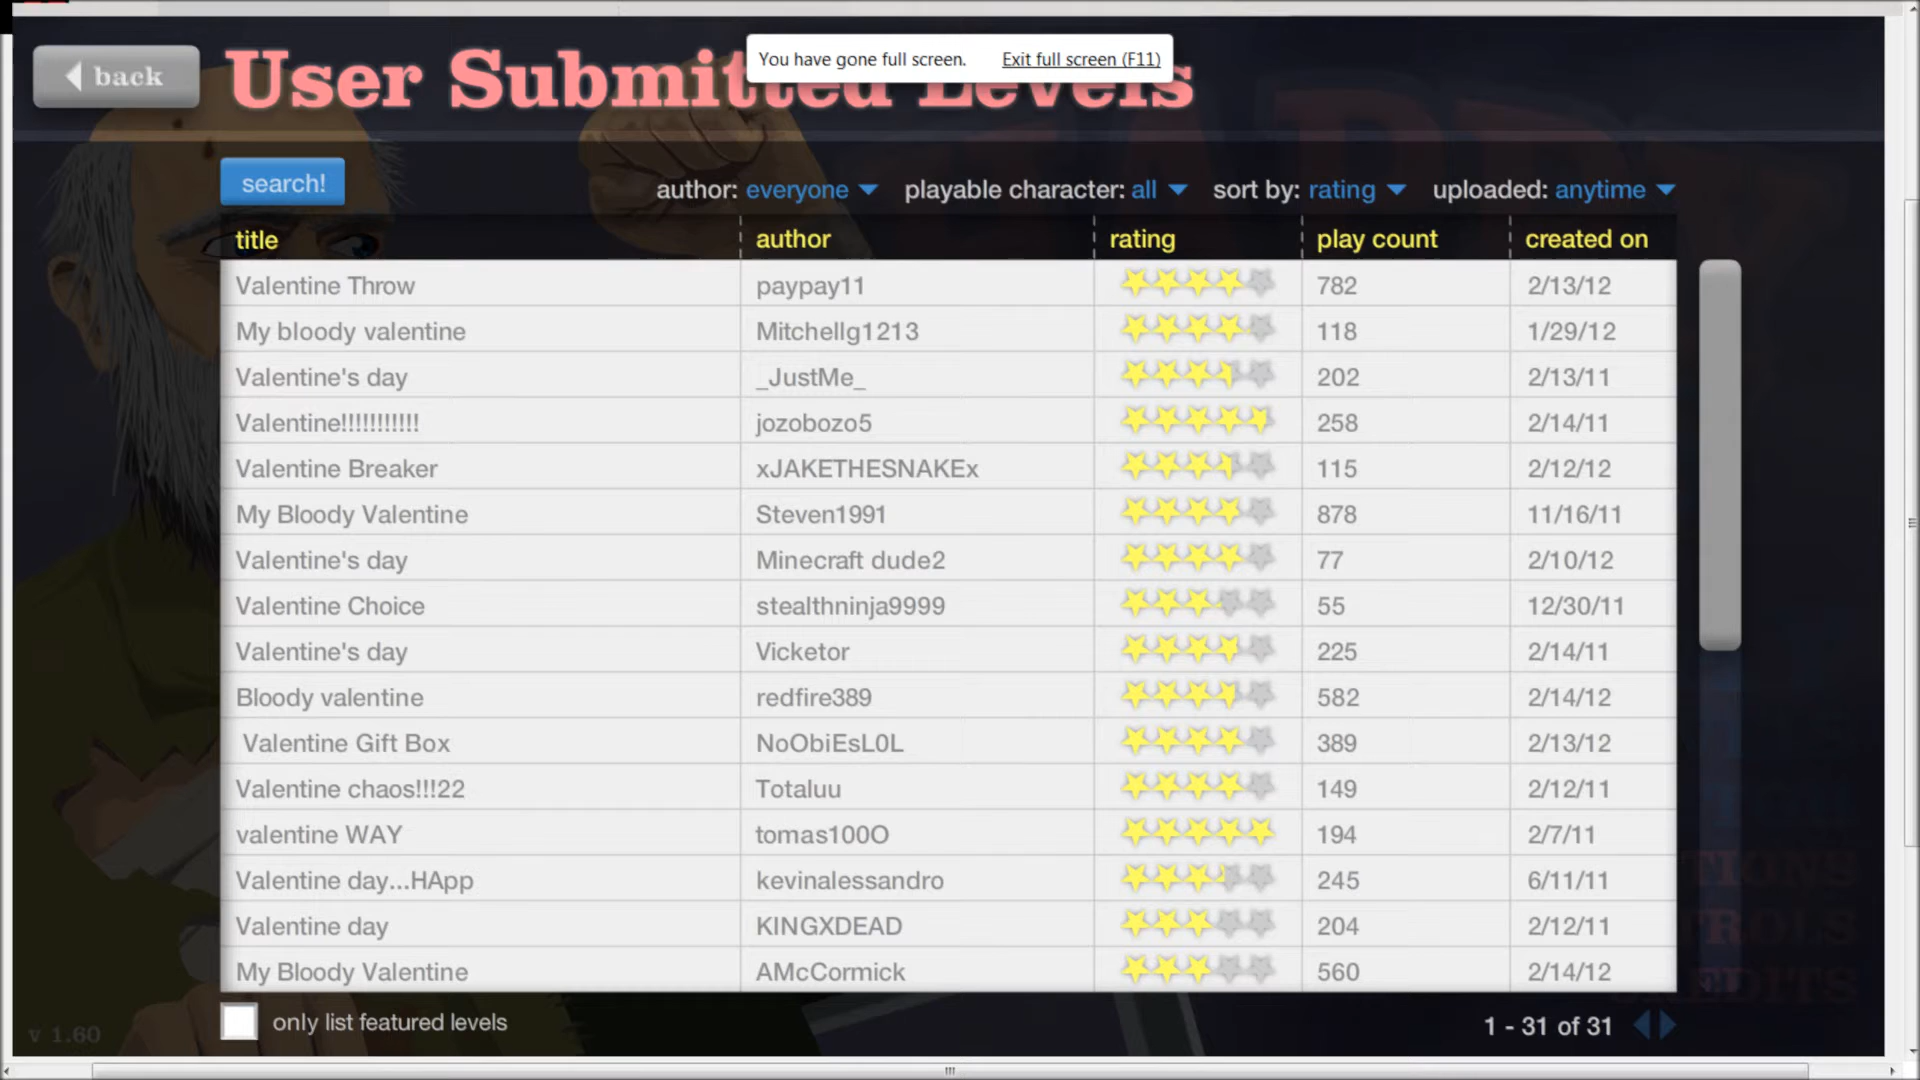 back
User Submitted Levels
You have gone full screen. Exit full screen (F11)
search!
author: everyone playable character: all sort by: rating uploaded: anytime
title author rating play count created on
Valentine Throw paypay11 782 2/13/12
My bloody valentine Mitchellg1213 118 1/29/12
Valentine's day _JustMe_ 202 2/13/11
Valentine!!!!!!!!!!! jozobozo5 258 2/14/11
Valentine Breaker xJAKETHESNAKEx 115 2/12/12
My Bloody Valentine Steven1991 878 11/16/11
Valentine's day Minecraft dude2 77 2/10/12
Valentine Choice stealthninja9999 55 12/30/11
Valentine's day Vicketor 225 2/14/11
Bloody valentine redfire389 582 2/14/12
Valentine Gift Box NoObiEsL0L 389 2/13/12
Valentine chaos!!!22 Totaluu 149 2/12/11
valentine WAY tomas100O 194 2/7/11
Valentine day...HApp kevinalessandro 245 6/11/11
Valentine day KINGXDEAD 204 2/12/11
My Bloody Valentine AMcCormick 560 2/14/12
only list featured levels
1 - 31 of 31
v 1.60